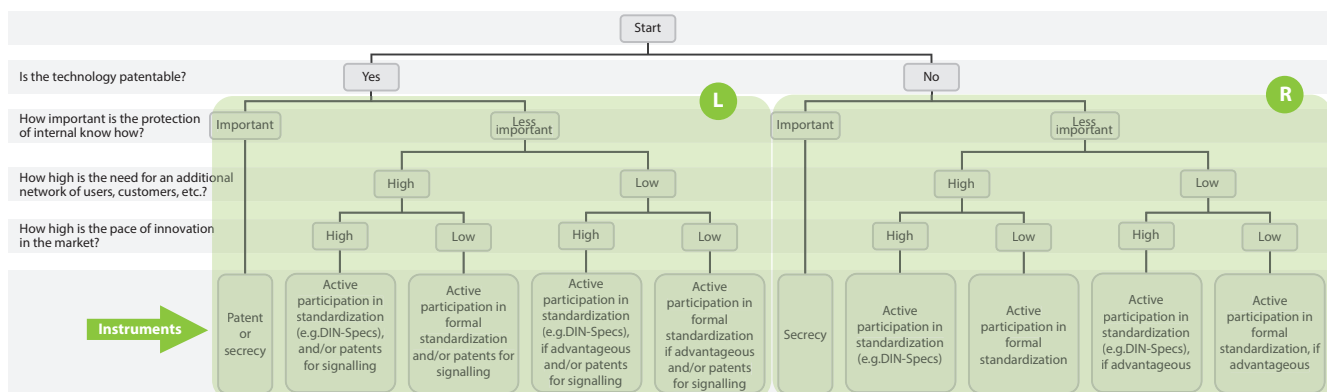 Start
Is the technology patentable?
Yes
No
L
R
How important is the protection
of internal know how?
Important
Less
important
Important
Less
important
How high is the need for an additional
network of users, customers, etc.?
High
Low
High
Low
How high is the pace of innovation
in the market?
High
Low
High
Low
High
Low
High
Low
Instruments
Patent
or
secrecy
Active
participation in
standardization
(e.g.DIN-Specs),
and/or patents
for signalling
Active
participation in
formal
standardization
and/or patents for
signalling
Active
participation in
standardization
(e.g.DIN-Specs),
if advantageous
and/or patents
for signalling
Active
participation in
formal
standardization
if advantageous
and/or patents
for signalling
Secrecy
Active
participation in
standardization
(e.g.DIN-Specs)
Active
participation in
formal
standardization
Active
participation in
standardization
(e.g.DIN-Specs),
if advantageous
Active
participation in
formal
standardization, if
advantageous